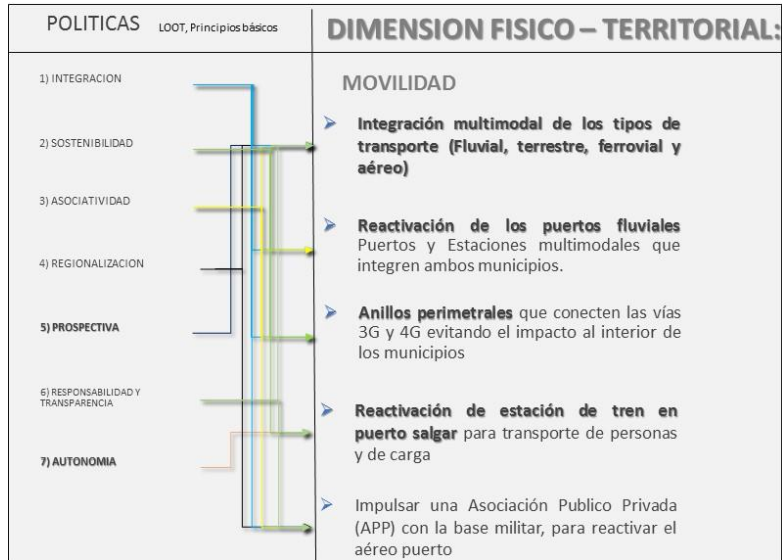 POLITICAS LOOT, Principios básicos
DIMENSION FISICO – TERRITORIAL:
1) INTEGRACION
2) SOSTENIBILIDAD
3) ASOCIATIVIDAD
4) REGIONALIZACION
5) PROSPECTIVA
6) RESPONSABILIDAD Y
TRANSPARENCIA
7) AUTONOMIA
MOVILIDAD
Integración multimodal de los tipos de
transporte (Fluvial, terrestre, ferrovial y
aéreo)
Reactivación de los puertos fluviales
Puertos y Estaciones multimodales que
integren ambos municipios.
Anillos perimetrales que conecten las vías
3G y 4G evitando el impacto al interior de
los municipios
Reactivación de estación de tren en
puerto salgar para transporte de personas
y de carga
Impulsar una Asociación Publico Privada
(APP) con la base militar, para reactivar el
aéreo puerto